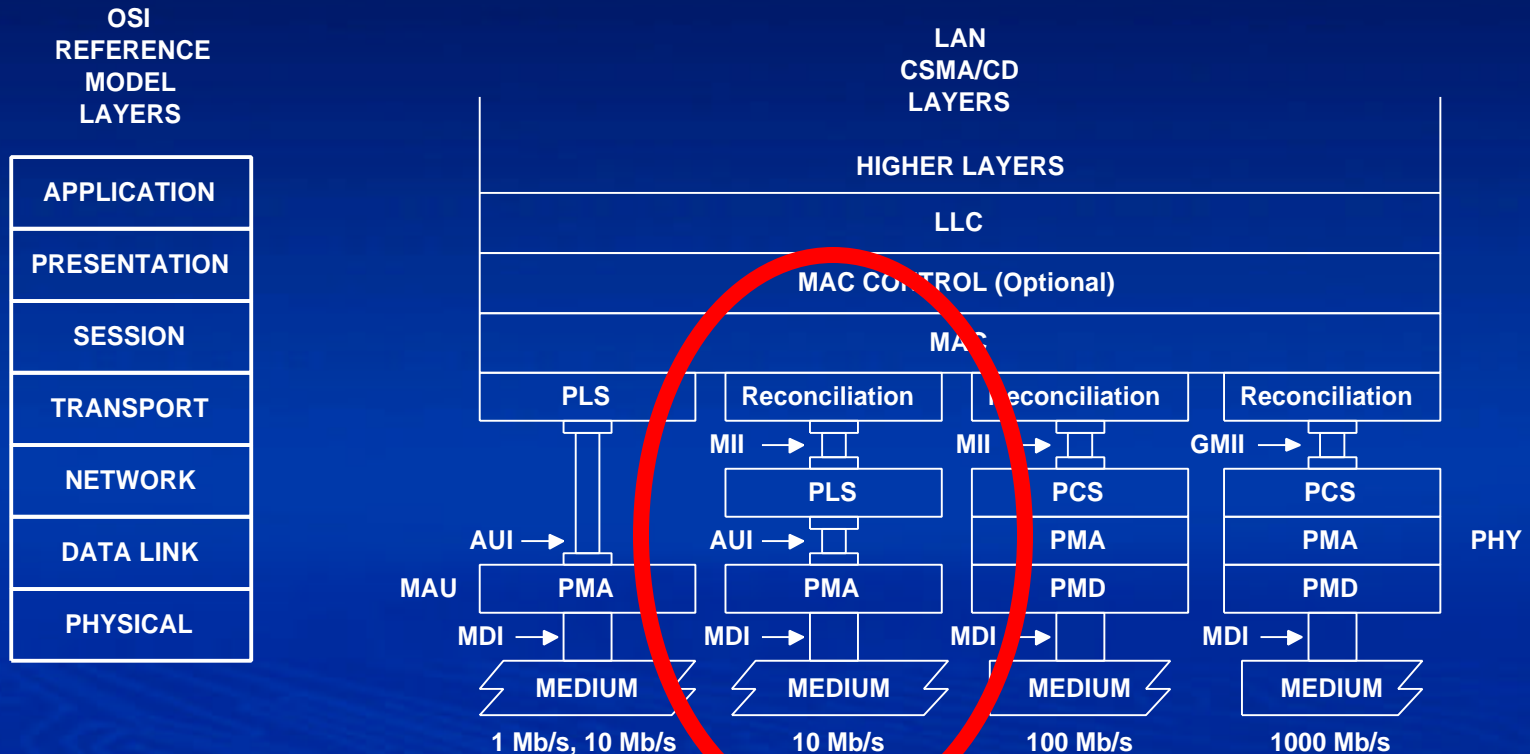 OSI
REFERENCE
MODEL
LAYERS
LAN
CSMA/CD
LAYERS
APPLICATION
PRESENTATION
SESSION
TRANSPORT
NETWORK
DATA LINK
PHYSICAL
HIGHER LAYERS
LLC
MAC CONTROL (Optional)
MAC
PLS
Reconciliation
Reconciliation
Reconciliation
MII
MII
GMII
PLS
PCS
PCS
AUI
AUI
PMA
PMA
PHY
MAU
PMA
PMA
PMD
PMD
MDI
MDI
MDI
MDI
MEDIUM
MEDIUM
MEDIUM
MEDIUM
1 Mb/s, 10 Mb/s
10 Mb/s
100 Mb/s
1000 Mb/s